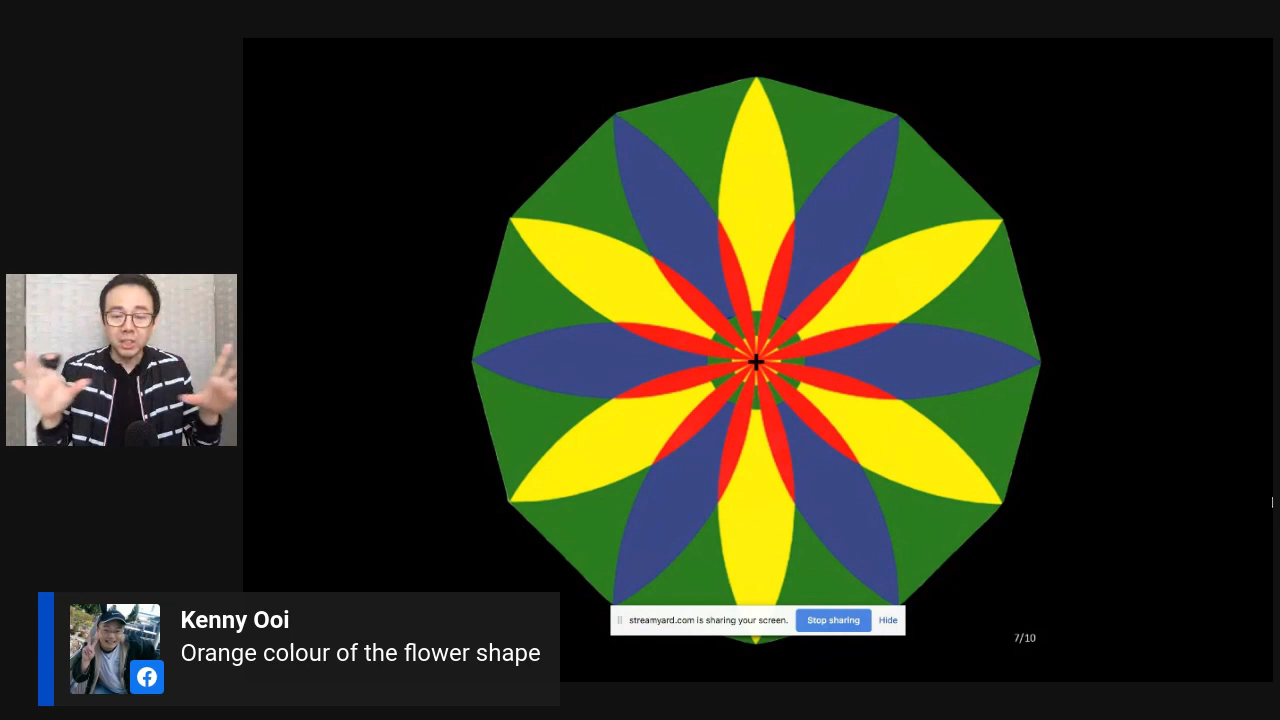 streamyard.com is sharing your screen.
Stop sharing
Hide
7/10
Kenny Ooi
Orange colour of the flower shape